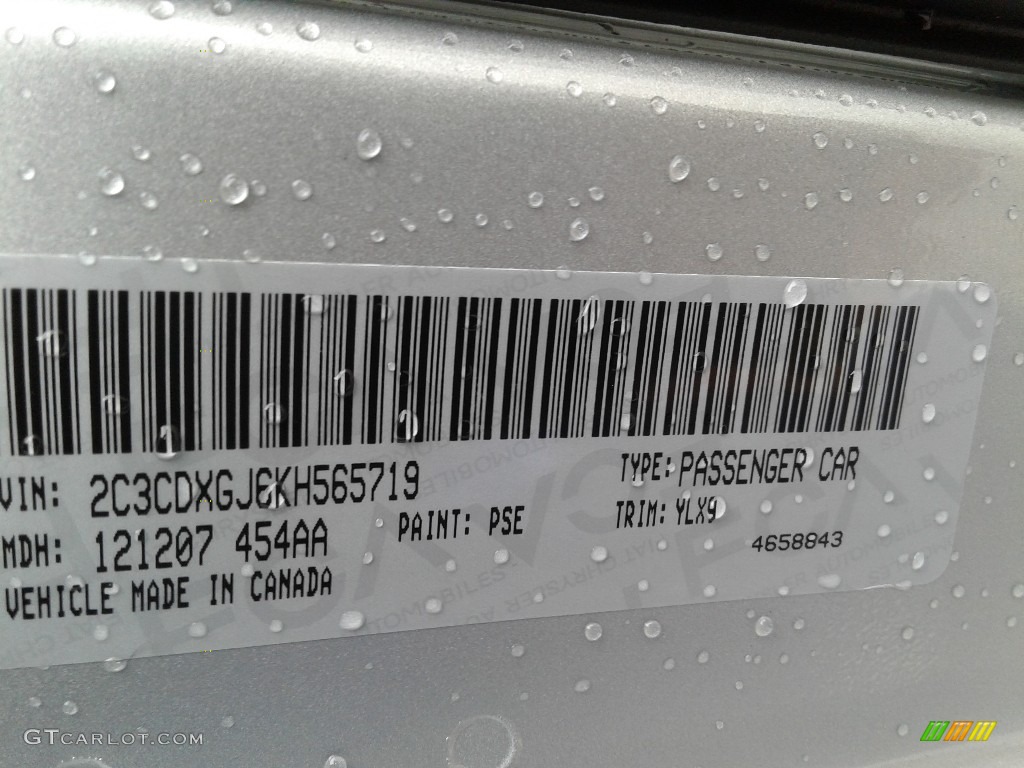 VIN: 2C3CDXGJ6KH565719
TYPE: PASSENGER CAR
MDH: 121207 454AA
PAINT: PSE
TRIM: YLX9
4658843
VEHICLE MADE IN CANADA
GTCARLOT.COM